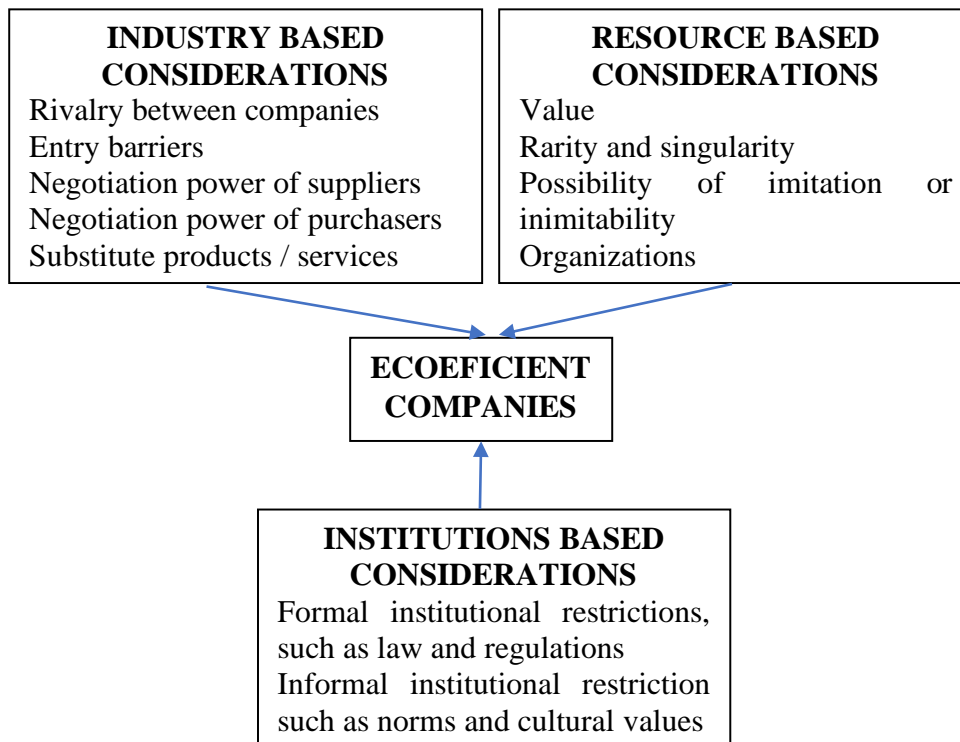 INDUSTRY BASED
CONSIDERATIONS
Rivalry between companies
Entry barriers
Negotiation power of suppliers
Negotiation power of purchasers
Substitute products / services
RESOURCE BASED
CONSIDERATIONS
Value
Rarity and singularity
Possibility of imitation or
inimitability
Organizations
ECOEFICIENT
COMPANIES
INSTITUTIONS BASED
CONSIDERATIONS
Formal institutional restrictions,
such as law and regulations
Informal institutional restriction
such as norms and cultural values